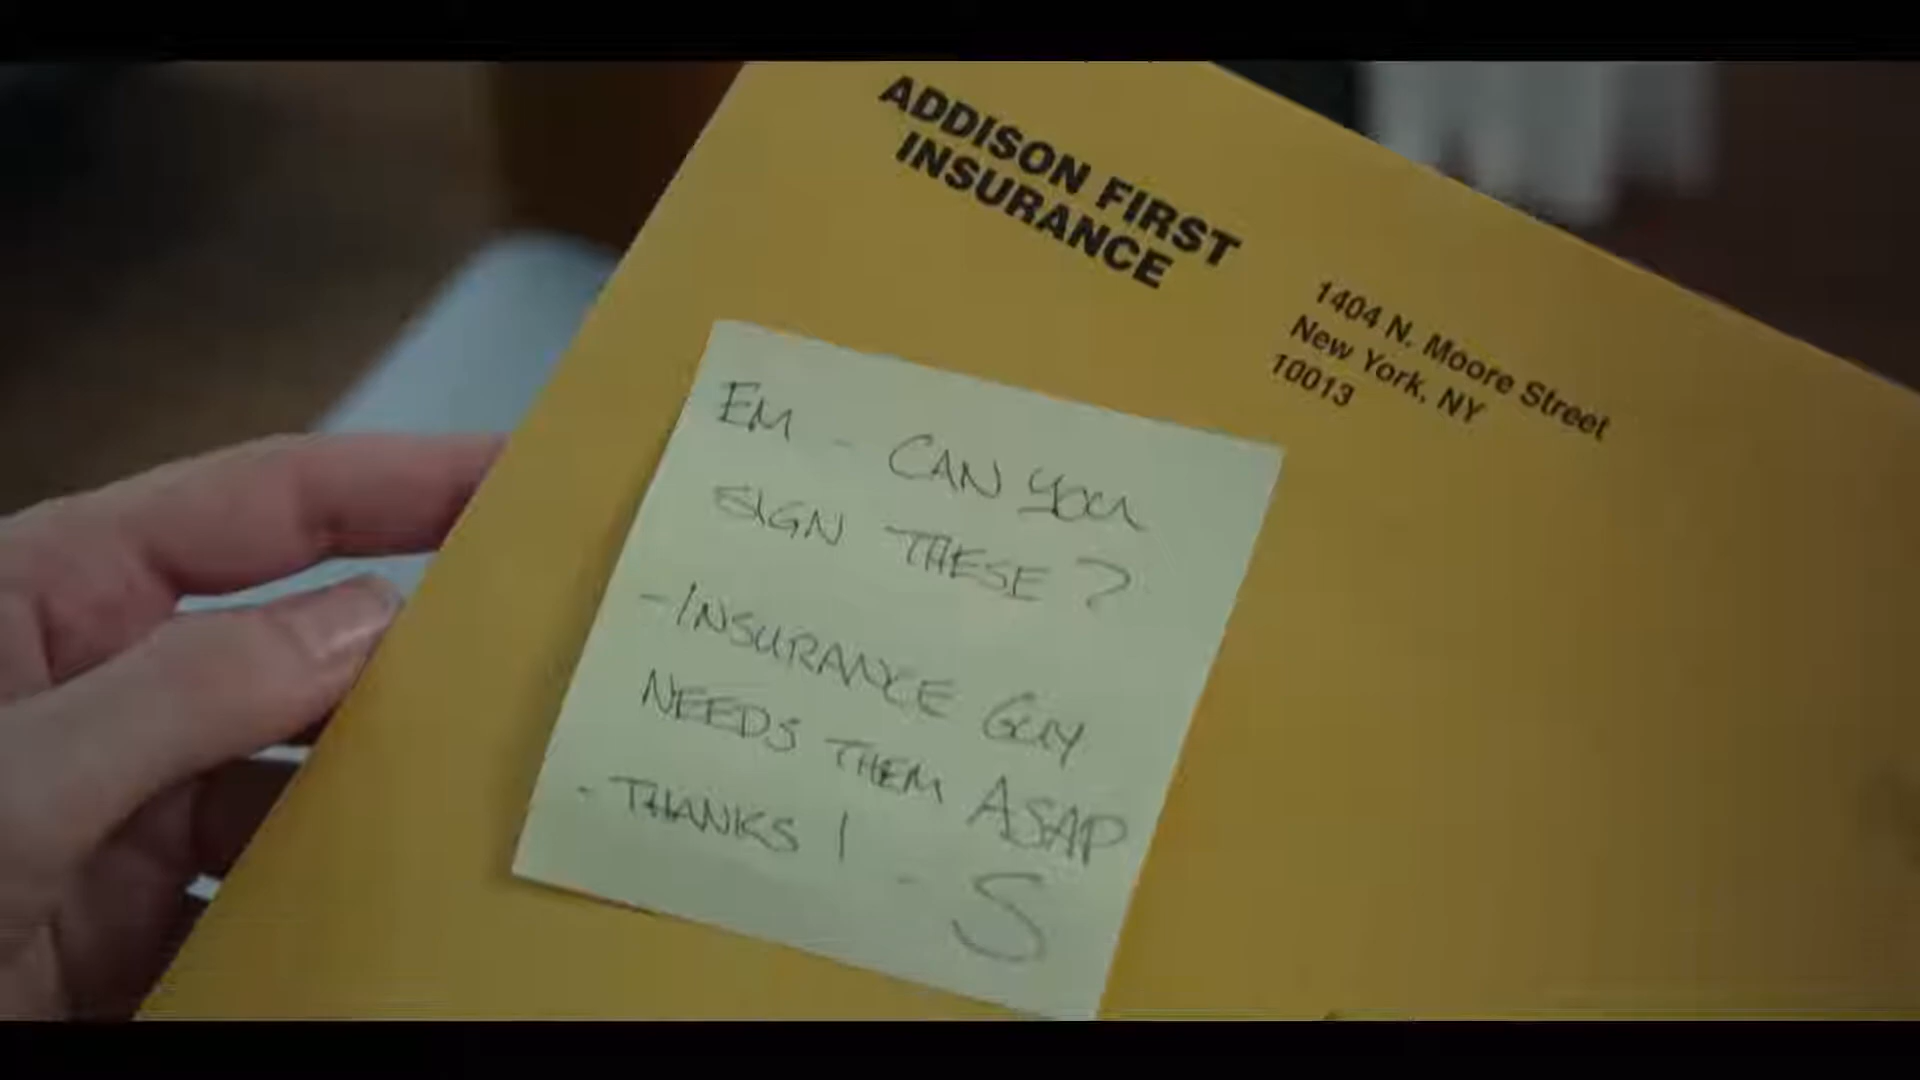 ADDISON FIRST
INSURANCE
1404 N. Moore Street
New York, NY
10013
EM - CAN YOU
SIGN THESE?
- INSURANCE GUY
NEEDS THEM ASAP
- THANKS! - S